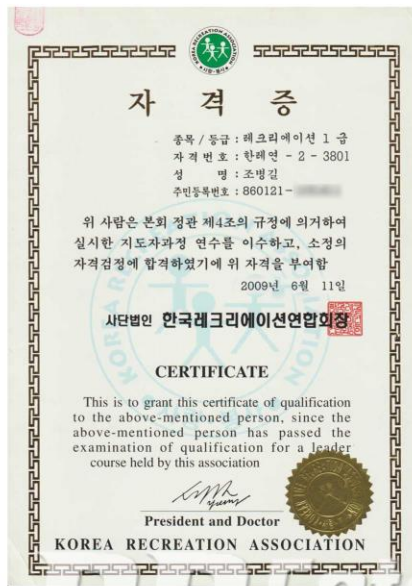 KOREA RECREATION ASSOCIATION
자 격 증
종목 / 등급 : 레크리에이션 1 급
자격번호 : 한레연 - 2 - 3801
성 명 : 조병길
주민등록번호 : 860121-
위 사람은 본회 정관 제4조의 규정에 의거하여
실시한 지도자과정 연수를 이수하고, 소정의
자격검정에 합격하였기에 위 자격을 부여함
2009년 6월 11일
사단법인 한국레크리에이션연합회장
CERTIFICATE
This is to grant this certificate of qualification
to the above-mentioned person, since the
above-mentioned person has passed the
examination of qualification for a leader
course held by this association
President and Doctor
KOREA RECREATION ASSOCIATION